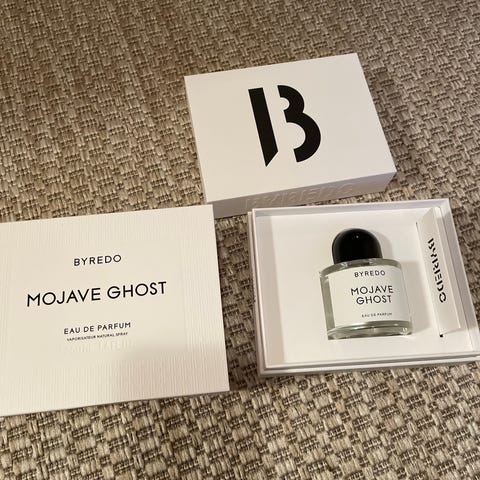 B
BYREDO
BYREDO
MOJAVE GHOST
EAU DE PARFUM
VAPORISATEUR NATURAL SPRAY
BYREDO
MOJAVE
GHOST
EAU DE PARFUM
BYREDO